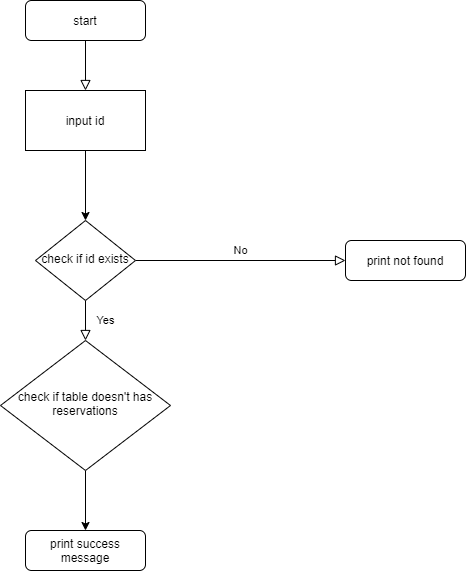 start
input id
check if id exists
No
print not found
Yes
check if table doesn't has
reservations
print success
message